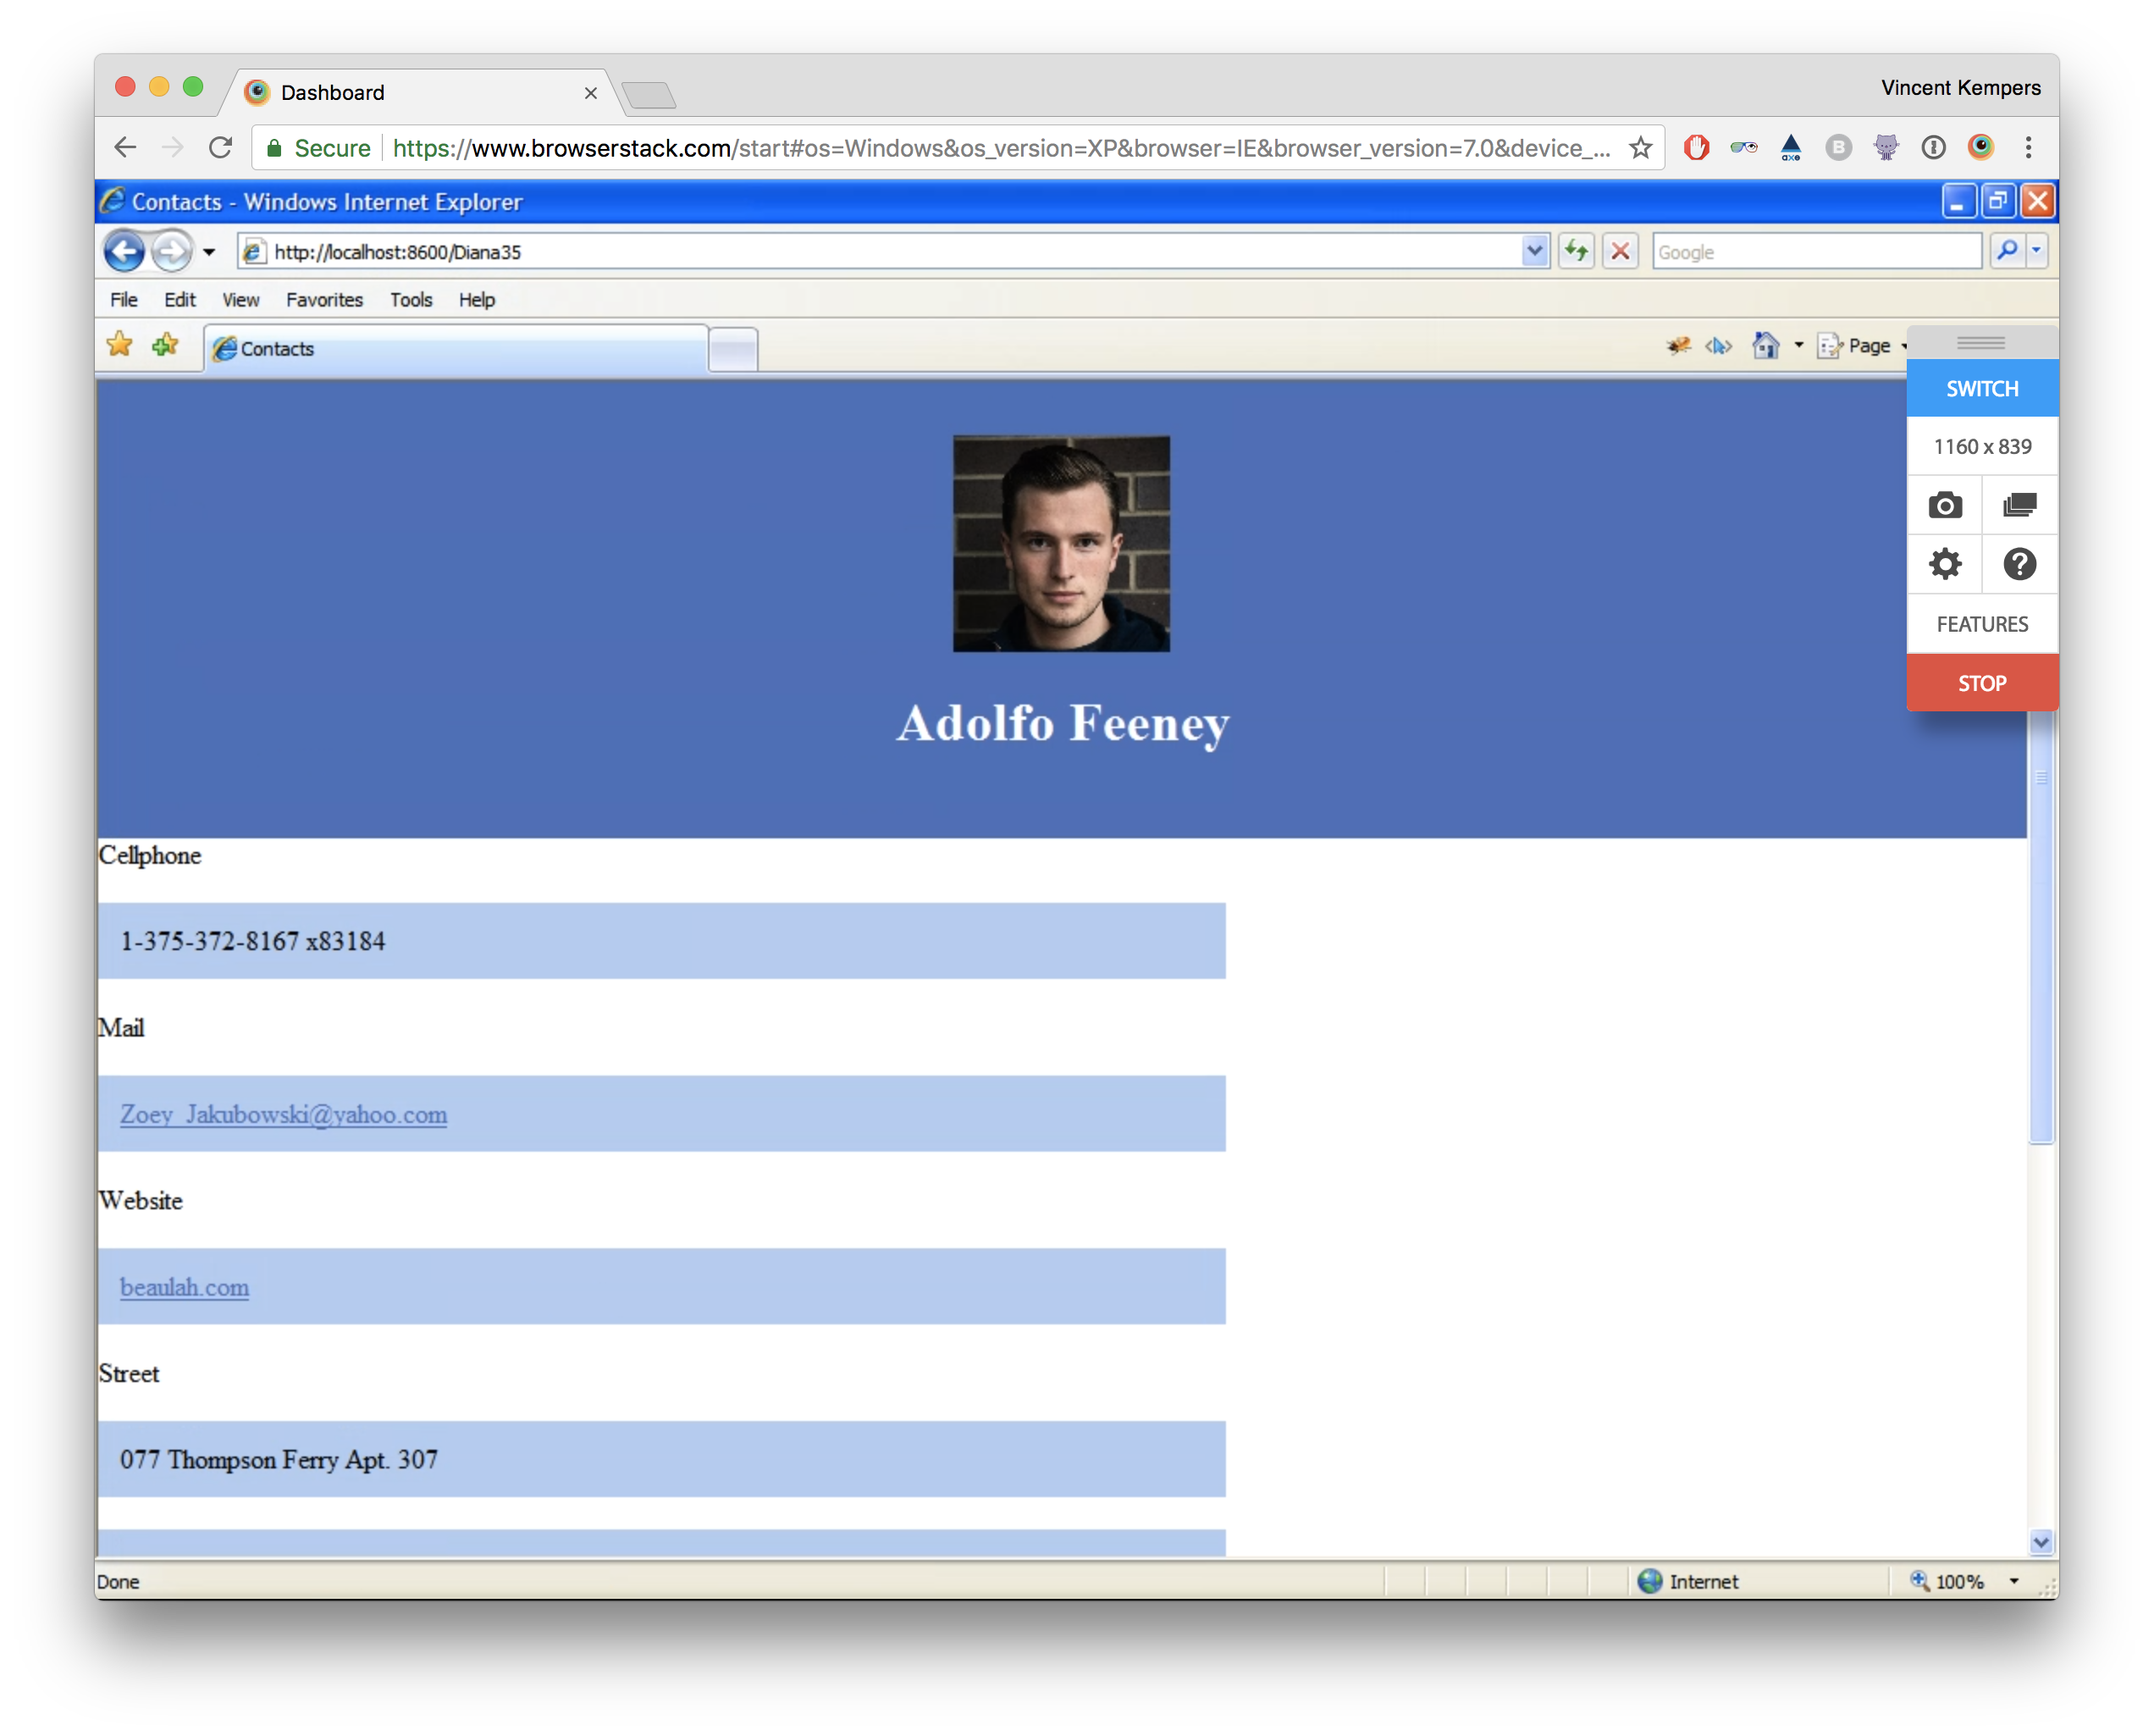 Dashboard
Vincent Kempers
Secure https://www.browserstack.com/start#os=Windows&os_version=XP&browser=IE&browser_version=7.0&device_...
axe
B
Contacts - Windows Internet Explorer
http://localhost:8600/Diana35
Google
File Edit View Favorites Tools Help
Contacts
Page
SWITCH
1160 x 839
FEATURES
STOP
Adolfo Feeney
Cellphone
1-375-372-8167 x83184
Mail
Zoey_Jakubowski@yahoo.com
Website
beaulah.com
Street
077 Thompson Ferry Apt. 307
Done
Internet
100%